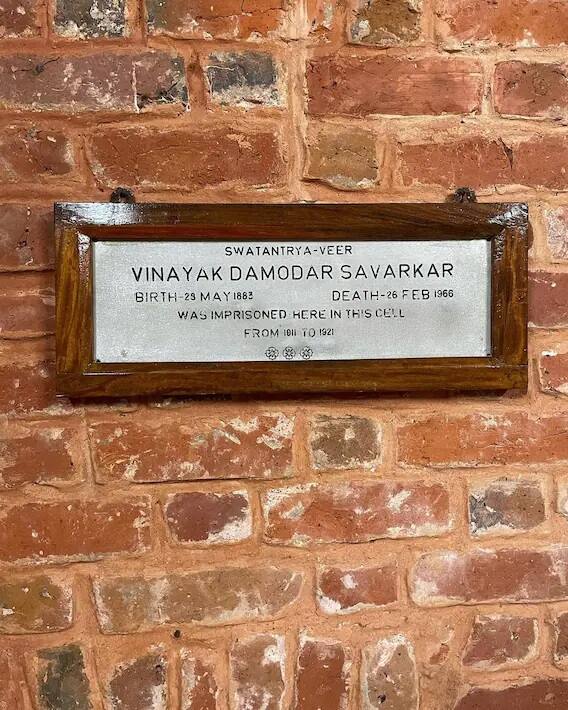 SWATANTRYA-VEER
VINAYAK DAMODAR SAVARKAR
BIRTH-29 MAY 1883 DEATH-26 FEB 1966
WAS IMPRISONED HERE IN THIS CELL
FROM 1911 TO 1921